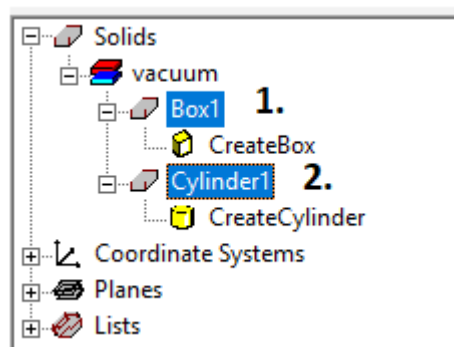 Solids
vacuum
Box1 1.
CreateBox
Cylinder1 2.
CreateCylinder
Coordinate Systems
Planes
Lists